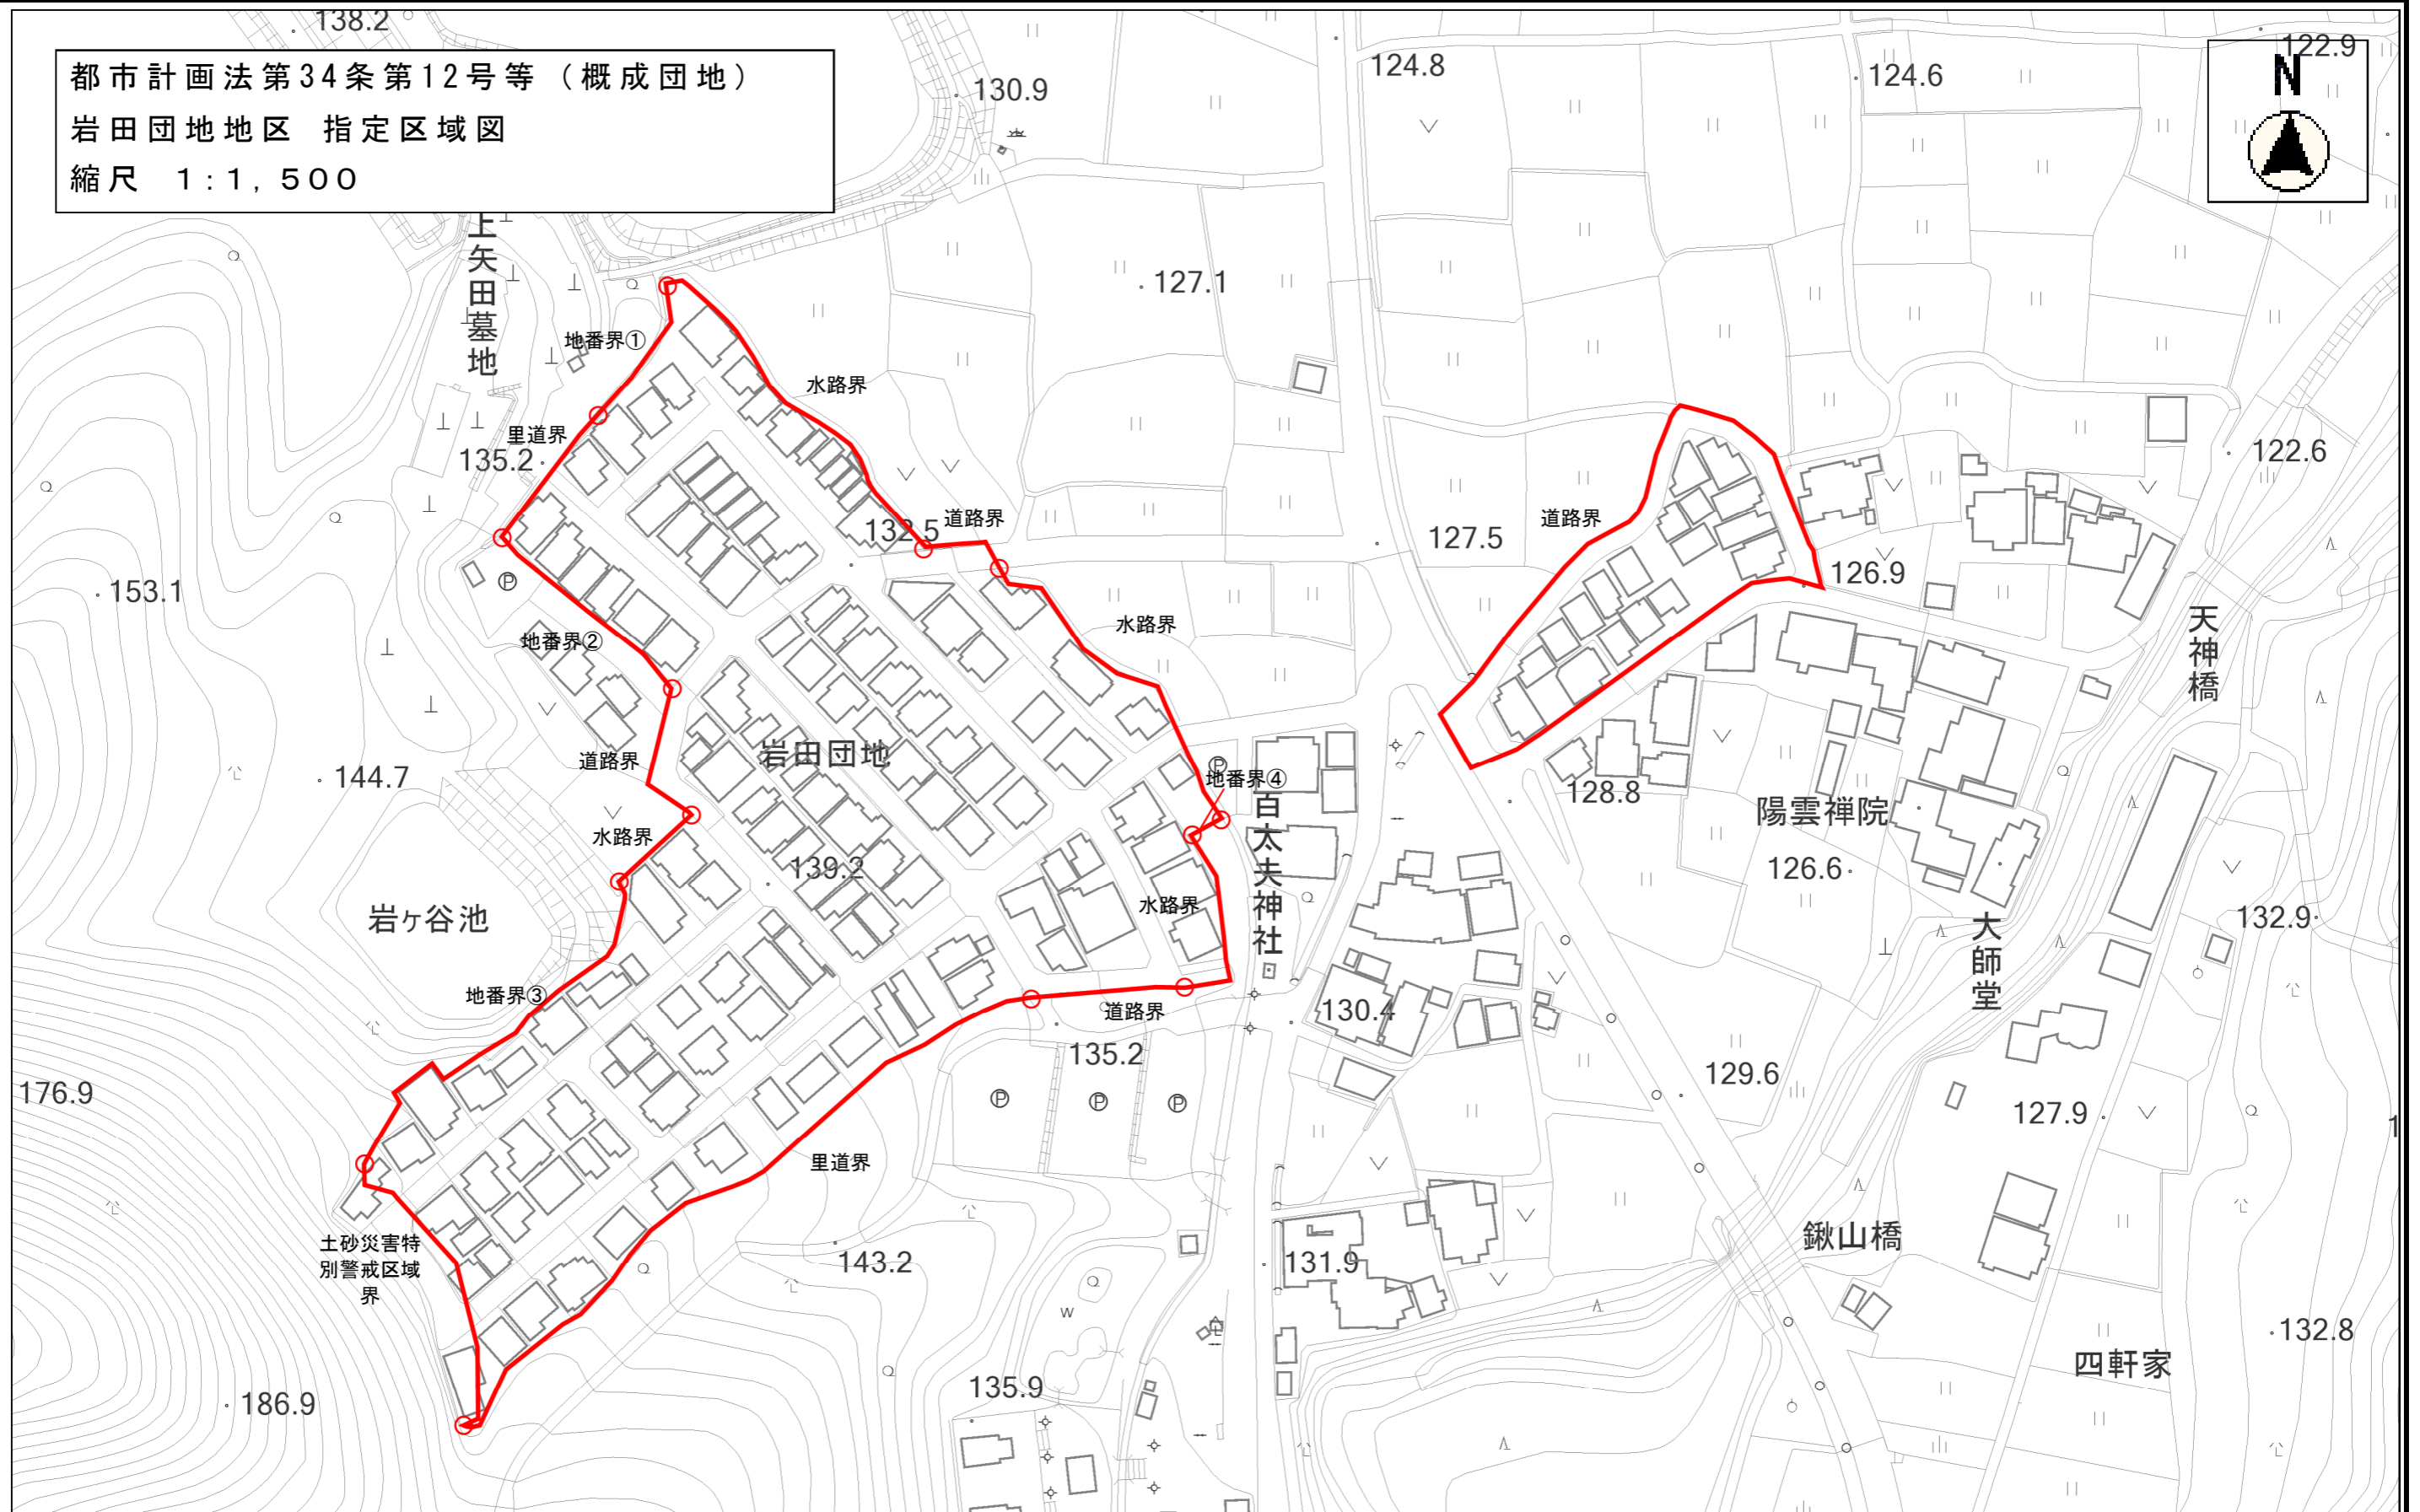 都市計画法第34条第12号等（概成団地）
岩田団地地区　指定区域図
縮尺　1:1,500
N
138.2
130.9
124.8
124.6
122.9
上矢田墓地
127.1
地番界①
水路界
里道界
135.2
122.6
132.5
道路界
127.5
道路界
126.9
153.1
Ⓟ
地番界②
水路界
天神橋
道路界
岩田団地
144.7
Ⓟ
地番界④
128.8
陽雲禅院
水路界
百太夫神社
139.2
126.6
岩ヶ谷池
水路界
132.9
大師堂
地番界③
道路界
130.4
135.2
129.6
176.9
Ⓟ
Ⓟ
Ⓟ
127.9
里道界
土砂災害特
別警戒区域
界
143.2
131.9
鍬山橋
132.8
四軒家
135.9
186.9